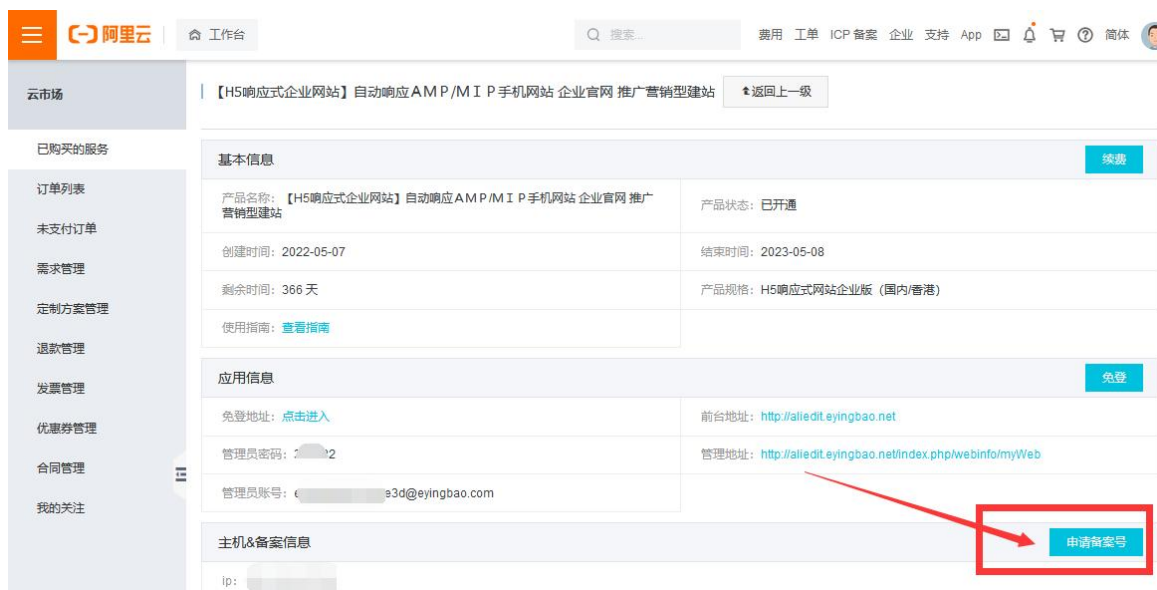 阿里云
工作台
搜索...
费用 工单 ICP 备案 企业 支持 App 简体
云市场
【H5响应式企业网站】自动响应AMP/MIP手机网站 企业官网 推广营销型建站
返回上一级
已购买的服务
订单列表
未支付订单
需求管理
定制方案管理
退款管理
发票管理
优惠券管理
合同管理
我的关注
基本信息
续费
产品名称：【H5响应式企业网站】自动响应AMP/MIP手机网站 企业官网 推广
营销型建站
产品状态：已开通
创建时间：2022-05-07
结束时间：2023-05-08
剩余时间：366 天
产品规格：H5响应式网站企业版（国内/香港）
使用指南：查看指南
应用信息
免登
免登地址：点击进入
前台地址：http://aliedit.eyingbao.net
管理员密码：2
管理地址：http://aliedit.eyingbao.net/index.php/webinfo/myWeb
管理员账号：e3d@eyingbao.com
主机&备案信息
申请备案号
ip: